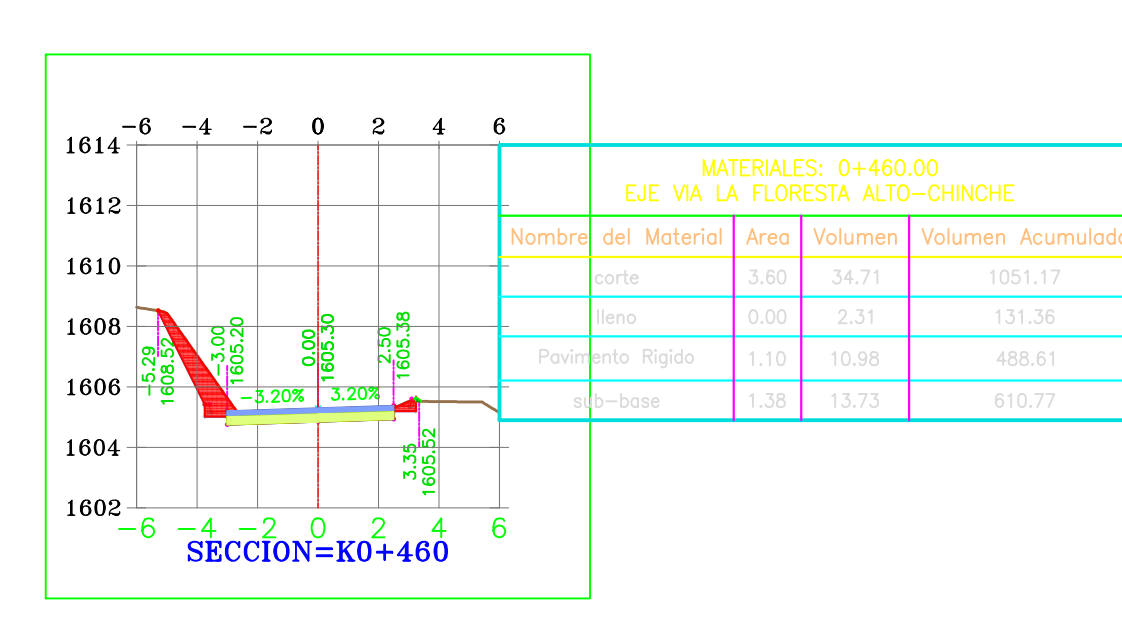 −6 −4 −2 0 2 4 6
1614
1612
1610
1608
1606
1604
1602
−5.29
1608.52
−3.00
1605.20
0.00
1605.30
2.50
1605.38
−3.20%
3.20%
3.35
1605.52
−6 −4 −2 0 2 4 6
SECCION=K0+460
MATERIALES: 0+460.00
EJE VIA LA FLORESTA ALTO−CHINCHE
Nombre del Material Area Volumen Volumen Acumulado
corte 3.60 34.71 1051.17
lleno 0.00 2.31 131.36
Pavimento Rigido 1.10 10.98 488.61
sub−base 1.38 13.73 610.77